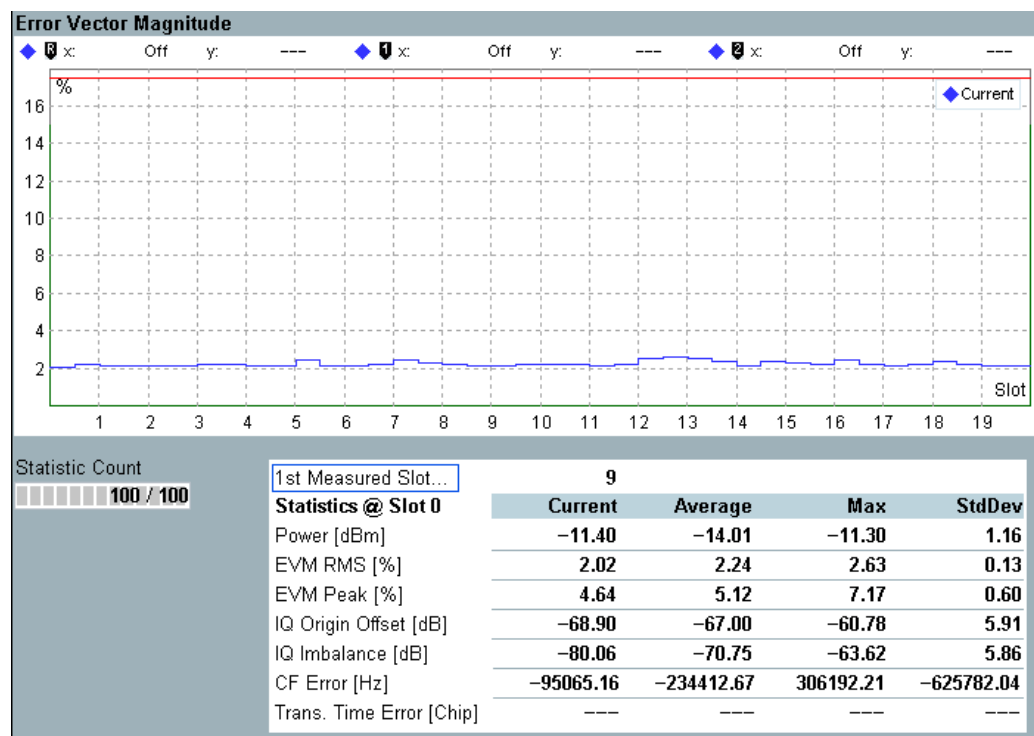 Error Vector Magnitude
R x: Off y: --- 1 x: Off y: --- 2 x: Off y: ---
%
Current
16
14
12
10
8
6
4
2
Slot
1 2 3 4 5 6 7 8 9 10 11 12 13 14 15 16 17 18 19
Statistic Count
100 / 100
1st Measured Slot... 9
Statistics @ Slot 0 Current Average Max StdDev
Power [dBm] −11.40 −14.01 −11.30 1.16
EVM RMS [%] 2.02 2.24 2.63 0.13
EVM Peak [%] 4.64 5.12 7.17 0.60
IQ Origin Offset [dB] −68.90 −67.00 −60.78 5.91
IQ Imbalance [dB] −80.06 −70.75 −63.62 5.86
CF Error [Hz] −95065.16 −234412.67 306192.21 −625782.04
Trans. Time Error [Chip] --- --- --- ---